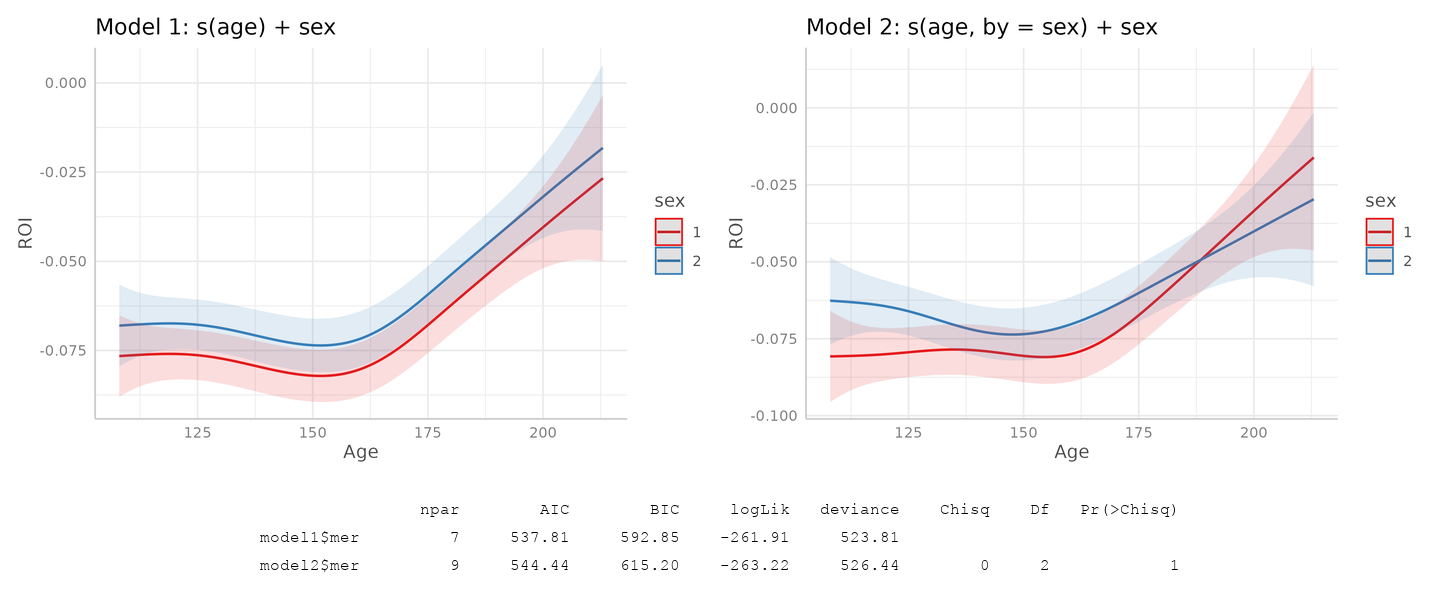 Model 1: s(age) + sex
0.000
-0.025
-0.050
-0.075
ROI
125 150 175 200
Age
sex
1
2
Model 2: s(age, by = sex) + sex
0.000
-0.025
-0.050
-0.075
-0.100
ROI
125 150 175 200
Age
sex
1
2
npar AIC BIC logLik deviance Chisq Df Pr(>Chisq)
model1$mer 7 537.81 592.85 -261.91 523.81
model2$mer 9 544.44 615.20 -263.22 526.44 0 2 1